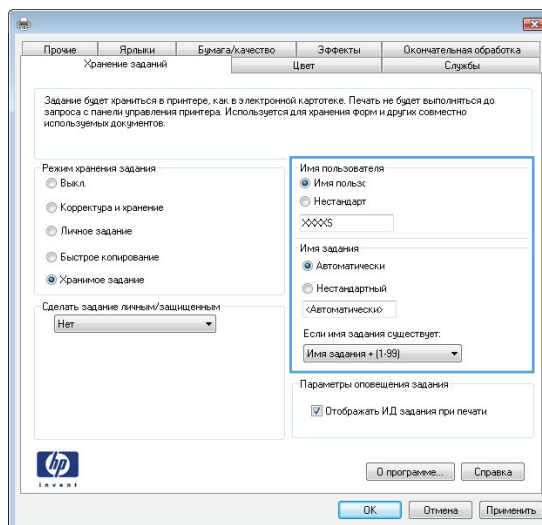 Прочие Ярлыки Бумага/качество Эффекты Окончательная обработка
Хранение заданий Цвет Службы
Задание будет храниться в принтере, как в электронной картотеке. Печать не будет выполняться до
запроса с панели управления принтера. Используется для хранения форм и других совместно
используемых документов.
Режим хранения задания
Выкл.
Корректура и хранение
Личное задание
Быстрое копирование
Хранимое задание
Сделать задание личным/защищенным
Нет
Имя пользователя
Имя пользс
Нестандарт
XXXXS
Имя задания
Автоматически
Нестандартный
<Автоматически>
Если имя задания существует:
Имя задания + (1-99)
Параметры оповещения задания
Отображать ИД задания при печати
hp
invent
О программе... Справка
OK Отмена Применить